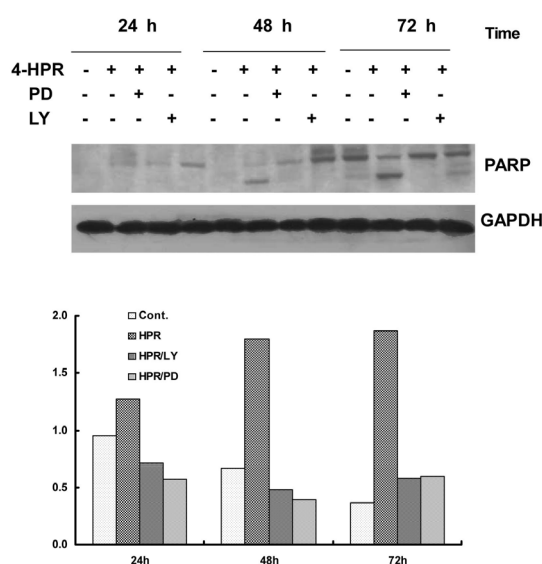 24 h 48 h 72 h Time
4-HPR - + + + - + + + - + + +
PD - - + - - - + - - - + -
LY - - - + - - - + - - - +
PARP
GAPDH
2.0
1.5
1.0
0.5
0.0
Cont.
HPR
HPR/LY
HPR/PD
24h 48h 72h